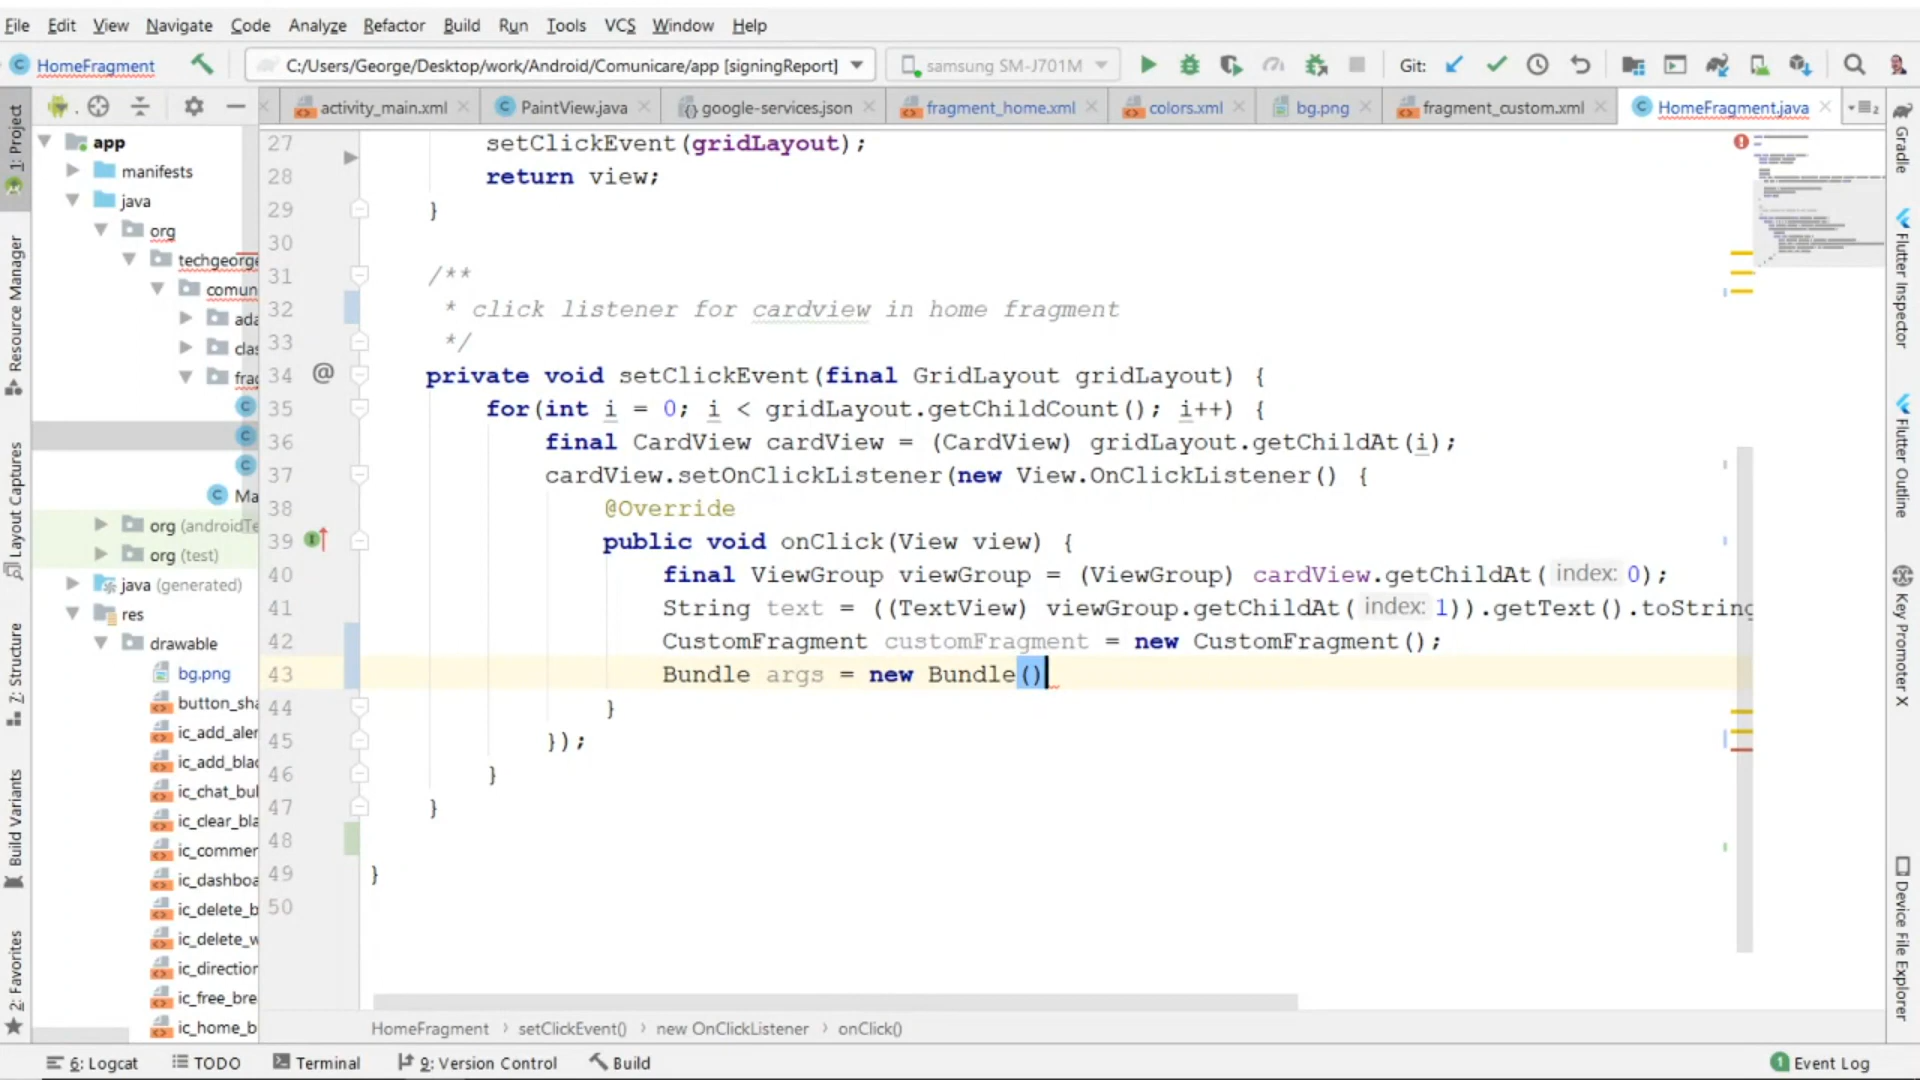 File Edit View Navigate Code Analyze Refactor Build Run Tools VCS Window Help
HomeFragment C:/Users/George/Desktop/work/Android/Comunicare/app [signingReport] samsung SM-J701M Git:
activity_main.xml PaintView.java google-services.json fragment_home.xml colors.xml bg.png fragment_custom.xml HomeFragment.java
1: Project
Resource Manager
Layout Captures
Z: Structure
Build Variants
2: Favorites
app
manifests
java
org
techgeorge
comun
ada
clas
frag
Ma
org (androidTe
org (test)
java (generated)
res
drawable
bg.png
button_sha
ic_add_aler
ic_add_blac
ic_chat_bul
ic_clear_bla
ic_commer
ic_dashboa
ic_delete_b
ic_delete_w
ic_direction
ic_free_bre
ic_home_b
27 setClickEvent(gridLayout);
28 return view;
29 }
30
31 /**
32 * click listener for cardview in home fragment
33 */
34 @ private void setClickEvent(final GridLayout gridLayout) {
35 for(int i = 0; i < gridLayout.getChildCount(); i++) {
36 final CardView cardView = (CardView) gridLayout.getChildAt(i);
37 cardView.setOnClickListener(new View.OnClickListener() {
38 @Override
39 public void onClick(View view) {
40 final ViewGroup viewGroup = (ViewGroup) cardView.getChildAt( index: 0);
41 String text = ((TextView) viewGroup.getChildAt( index: 1)).getText().toString
42 CustomFragment customFragment = new CustomFragment();
43 Bundle args = new Bundle()
44 }
45 });
46 }
47 }
48
49 }
50
Gradle
Flutter Inspector
Flutter Outline
Key Promoter X
Device File Explorer
HomeFragment › setClickEvent() › new OnClickListener › onClick()
6: Logcat TODO Terminal 9: Version Control Build 1 Event Log